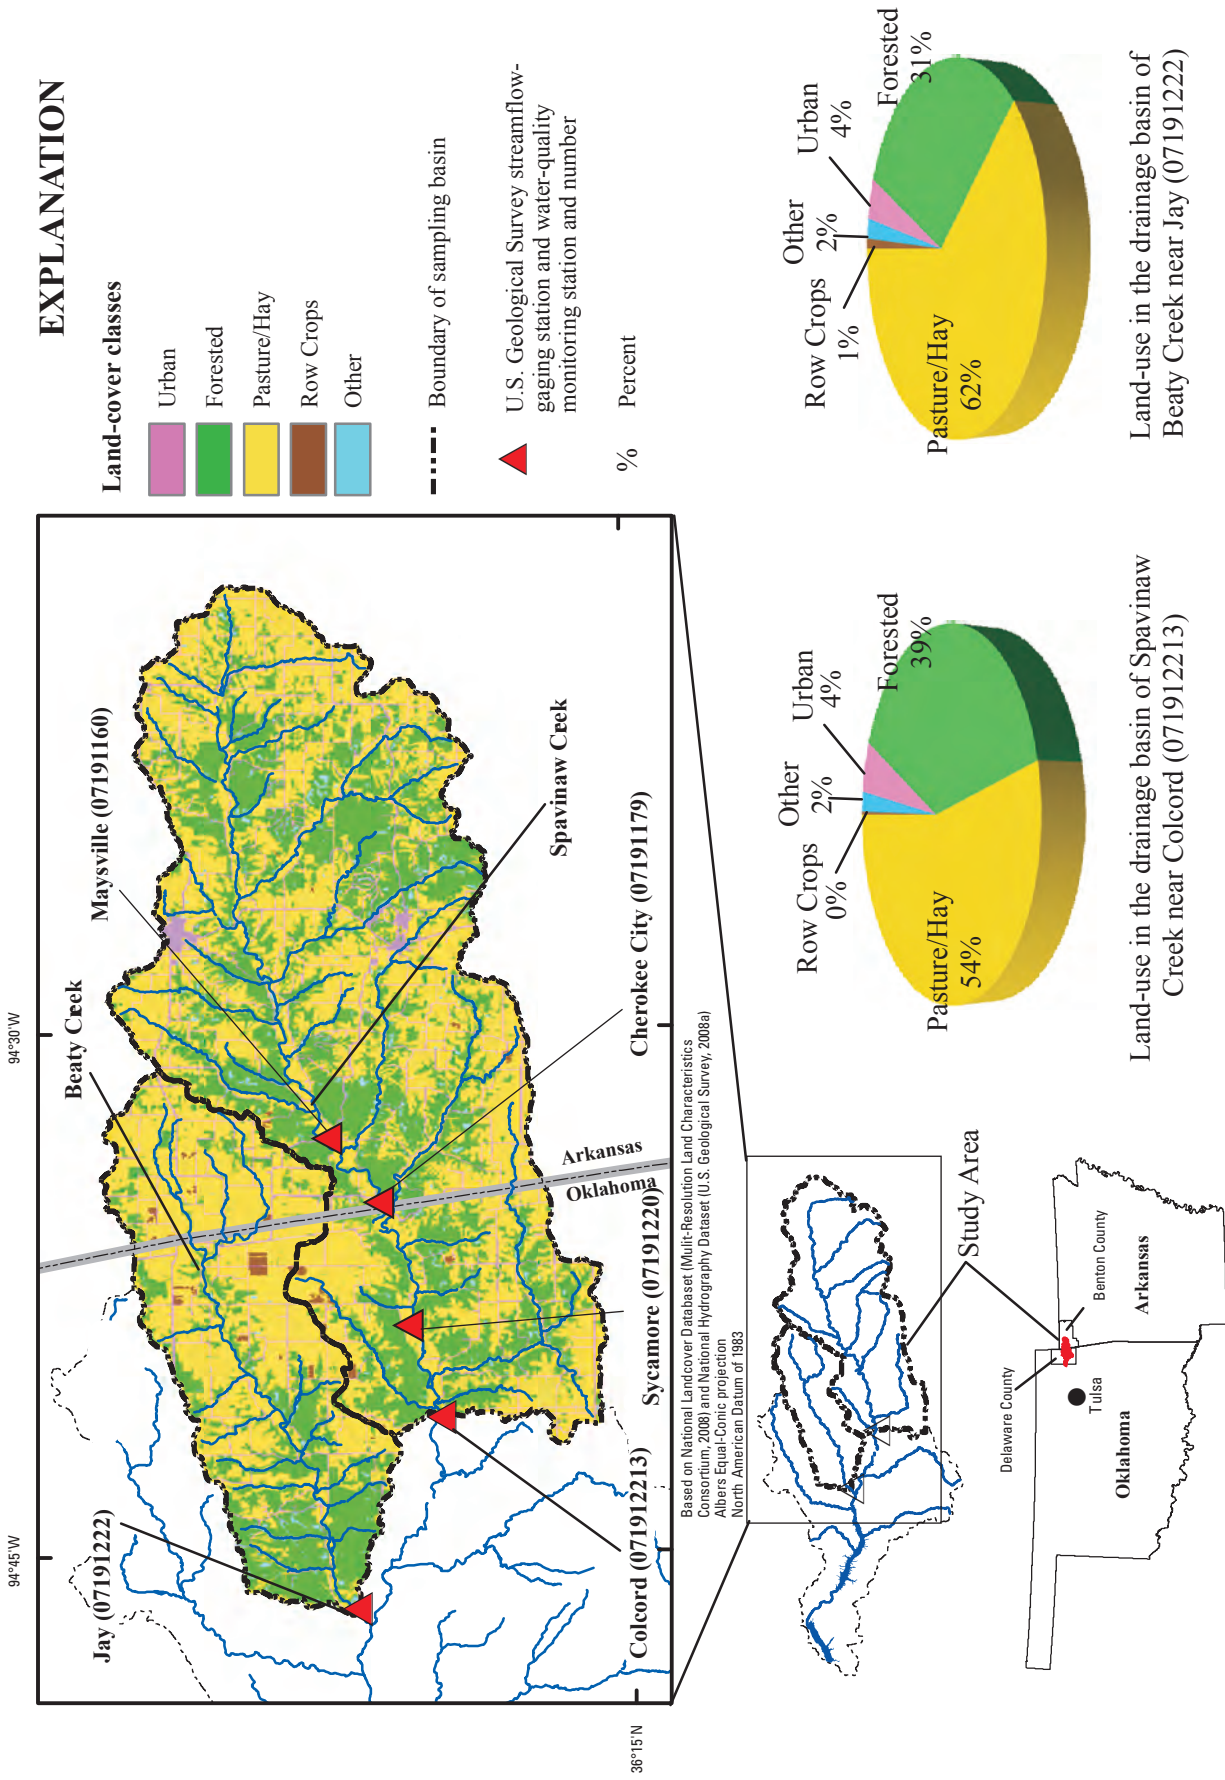 94°45'W
94°30'W
36°15'N
Jay (07191222)
Beaty Creek
Maysville (07191160)
Spavinaw Creek
Cherokee City (07191179)
Arkansas
Oklahoma
Sycamore (07191220)
Colcord (071912213)
EXPLANATION
Land-cover classes
Urban
Forested
Pasture/Hay
Row Crops
Other
Boundary of sampling basin
U.S. Geological Survey streamflow-
gaging station and water-quality
monitoring station and number
% Percent
Based on National Landcover Dataset (Mulit-Resolution Land Characteristics
Consortium, 2008) and National Hydrography Dataset (U.S. Geological Survey, 2008a)
Albers Equal-Conic projection
North American Datum of 1983
Study Area
Delaware County
Benton County
Tulsa
Oklahoma
Arkansas
Row Crops
0%
Other
2%
Urban
4%
Forested
39%
Pasture/Hay
54%
Land-use in the drainage basin of Spavinaw
Creek near Colcord (071912213)
Row Crops
1%
Other
2%
Urban
4%
Forested
31%
Pasture/Hay
62%
Land-use in the drainage basin of
Beaty Creek near Jay (07191222)